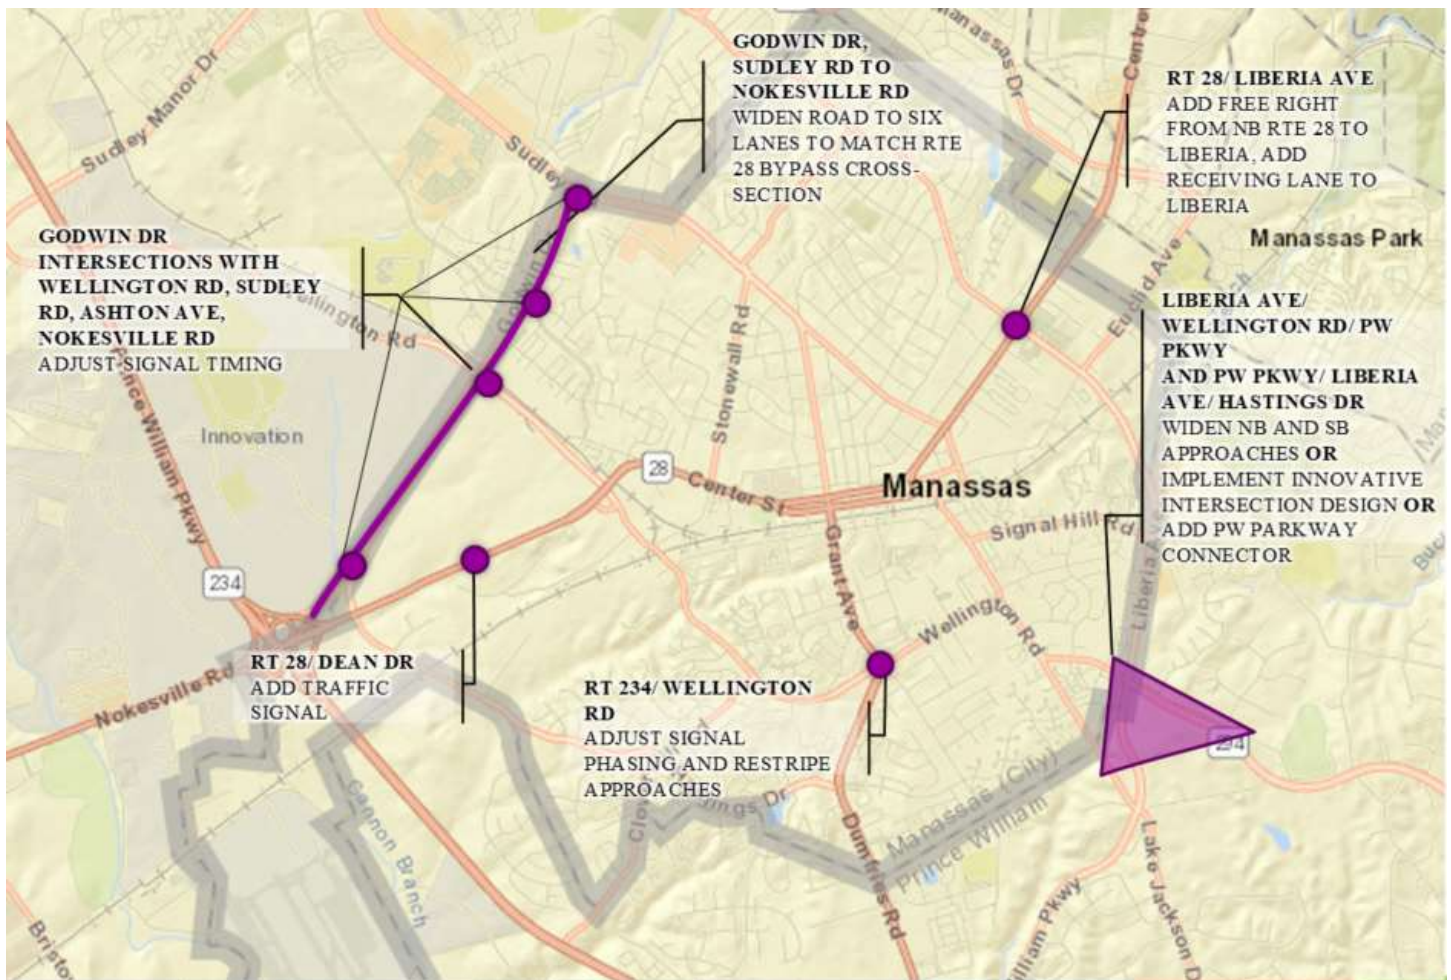 GODWIN DR,
SUDLEY RD TO
NOKESVILLE RD
WIDEN ROAD TO SIX
LANES TO MATCH RTE
28 BYPASS CROSS-
SECTION
RT 28/ LIBERIA AVE
ADD FREE RIGHT
FROM NB RTE 28 TO
LIBERIA, ADD
RECEIVING LANE TO
LIBERIA
GODWIN DR
INTERSECTIONS WITH
WELLINGTON RD, SUDLEY
RD, ASHTON AVE,
NOKESVILLE RD
ADJUST SIGNAL TIMING
LIBERIA AVE/
WELLINGTON RD/ PW
PKWY
AND PW PKWY/ LIBERIA
AVE/ HASTINGS DR
WIDEN NB AND SB
APPROACHES OR
IMPLEMENT INNOVATIVE
INTERSECTION DESIGN OR
ADD PW PARKWAY
CONNECTOR
RT 28/ DEAN DR
ADD TRAFFIC
SIGNAL
RT 234/ WELLINGTON
RD
ADJUST SIGNAL
PHASING AND RESTRIPE
APPROACHES
Sudley Manor Dr
Sudley
Manassas Park
Euclid Ave
Stonewall Rd
Prince William Pkwy
Innovation
28
Center St
Manassas
Signal Hill Rd
Liberia Ave
234
Grant Ave
Wellington Rd
Nokesville Rd
234
Cannon Branch
Manassas (City)
Prince William
Dumfries Rd
Lake Jackson D
illiam Pkwy